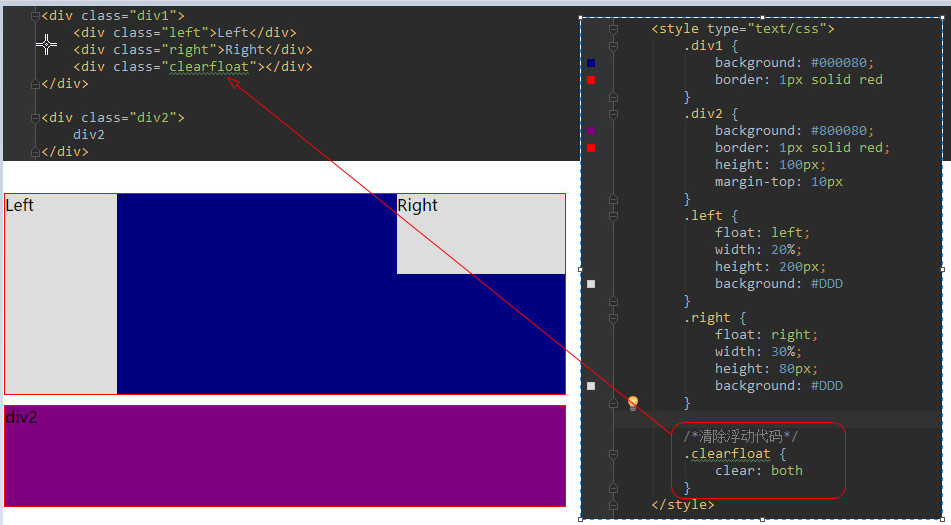 <div class="div1">
<div class="left">Left</div>
<div class="right">Right</div>
<div class="clearfloat"></div>
</div>
<div class="div2">
div2
</div>
Left
Right
div2
<style type="text/css">
.div1 {
background: #000080;
border: 1px solid red
}
.div2 {
background: #800080;
border: 1px solid red;
height: 100px;
margin-top: 10px
}
.left {
float: left;
width: 20%;
height: 200px;
background: #DDD
}
.right {
float: right;
width: 30%;
height: 80px;
background: #DDD
}
/*清除浮动代码*/
.clearfloat {
clear: both
}
</style>